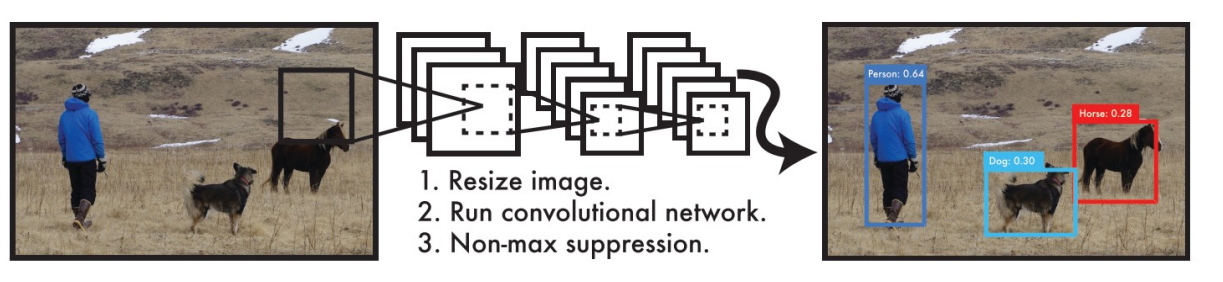 1. Resize image.
2. Run convolutional network.
3. Non-max suppression.
Person: 0.64
Horse: 0.28
Dog: 0.30